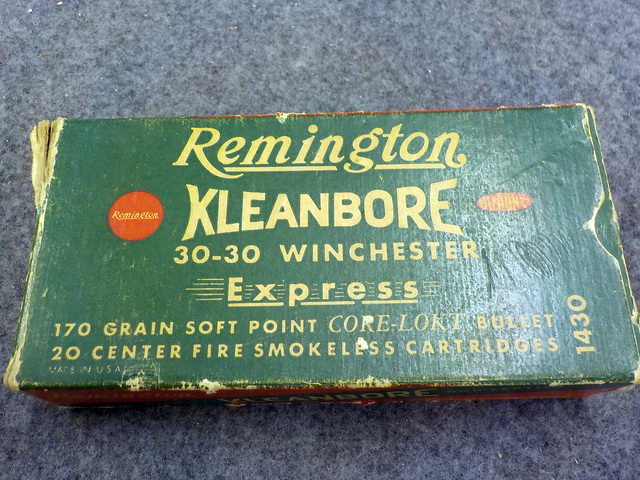 Remington
KLEANBORE
Remington
30-30 WINCHESTER
Express
170 GRAIN SOFT POINT CORE-LOKT BULLET
20 CENTER FIRE SMOKELESS CARTRIDGES
1430
MADE IN U.S.A.
KLEANBORE